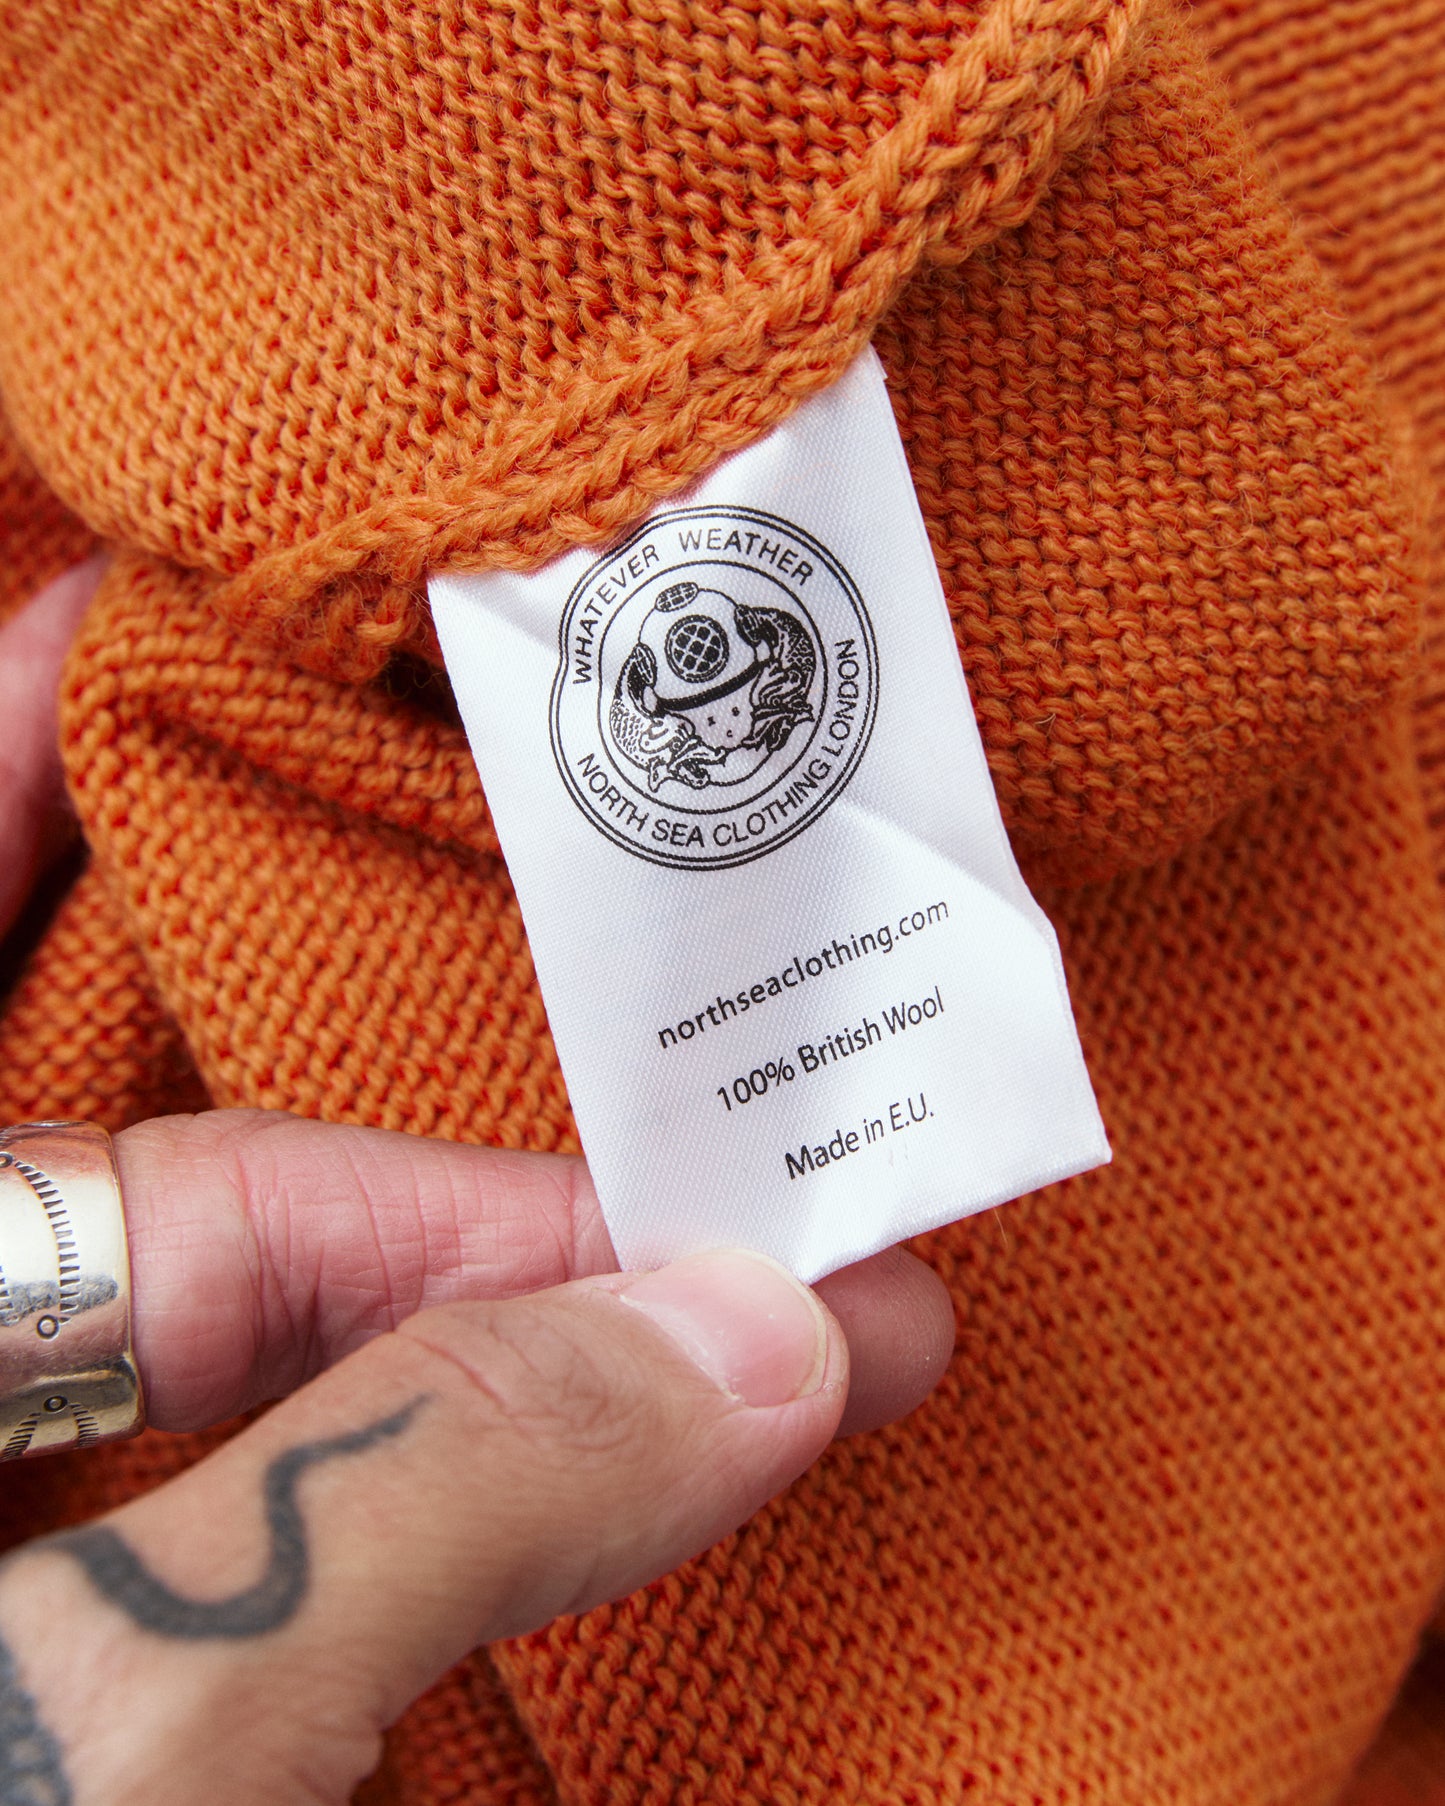 WHATEVER WEATHER
NORTH SEA CLOTHING LONDON
northseaclothing.com
100% British Wool
Made in E.U.